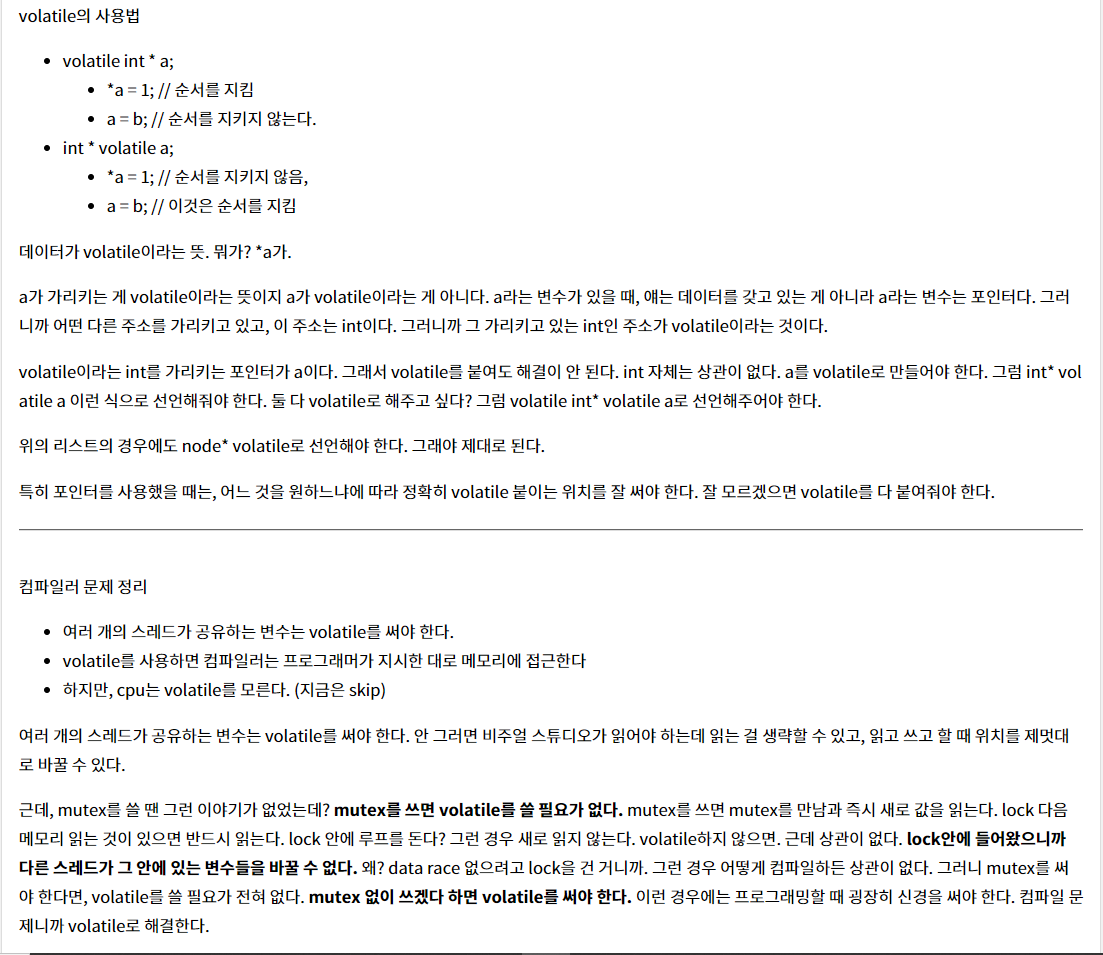 volatile의 사용법
volatile int * a;
*a = 1; // 순서를 지킴
a = b; // 순서를 지키지 않는다.
int * volatile a;
*a = 1; // 순서를 지키지 않음,
a = b; // 이것은 순서를 지킴
데이터가 volatile이라는 뜻. 뭐가? *a가.
a가 가리키는 게 volatile이라는 뜻이지 a가 volatile이라는 게 아니다. a라는 변수가 있을 때, 얘는 데이터를 갖고 있는 게 아니라 a라는 변수는 포인터다. 그러
니까 어떤 다른 주소를 가리키고 있고, 이 주소는 int이다. 그러니까 그 가리키고 있는 int인 주소가 volatile이라는 것이다.
volatile이라는 int를 가리키는 포인터가 a이다. 그래서 volatile를 붙여도 해결이 안 된다. int 자체는 상관이 없다. a를 volatile로 만들어야 한다. 그럼 int* vol
atile a 이런 식으로 선언해줘야 한다. 둘 다 volatile로 해주고 싶다? 그럼 volatile int* volatile a로 선언해주어야 한다.
위의 리스트의 경우에도 node* volatile로 선언해야 한다. 그래야 제대로 된다.
특히 포인터를 사용했을 때는, 어느 것을 원하느냐에 따라 정확히 volatile 붙이는 위치를 잘 써야 한다. 잘 모르겠으면 volatile를 다 붙여줘야 한다.
컴파일러 문제 정리
여러 개의 스레드가 공유하는 변수는 volatile를 써야 한다.
volatile를 사용하면 컴파일러는 프로그래머가 지시한 대로 메모리에 접근한다
하지만, cpu는 volatile를 모른다. (지금은 skip)
여러 개의 스레드가 공유하는 변수는 volatile를 써야 한다. 안 그러면 비주얼 스튜디오가 읽어야 하는데 읽는 걸 생략할 수 있고, 읽고 쓰고 할 때 위치를 제멋대
로 바꿀 수 있다.
근데, mutex를 쓸 땐 그런 이야기가 없었는데? mutex를 쓰면 volatile를 쓸 필요가 없다. mutex를 쓰면 mutex를 만남과 즉시 새로 값을 읽는다. lock 다음
메모리 읽는 것이 있으면 반드시 읽는다. lock 안에 루프를 돈다? 그런 경우 새로 읽지 않는다. volatile하지 않으면. 근데 상관이 없다. lock안에 들어왔으니까
다른 스레드가 그 안에 있는 변수들을 바꿀 수 없다. 왜? data race 없으려고 lock을 건 거니까. 그런 경우 어떻게 컴파일하든 상관이 없다. 그러니 mutex를 써
야 한다면, volatile를 쓸 필요가 전혀 없다. mutex 없이 쓰겠다 하면 volatile를 써야 한다. 이런 경우에는 프로그래밍할 때 굉장히 신경을 써야 한다. 컴파일 문
제니까 volatile로 해결한다.